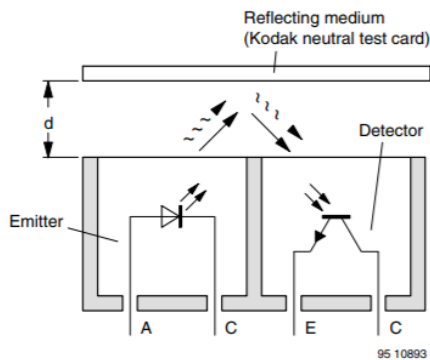 Reflecting medium
(Kodak neutral test card)
d
Detector
Emitter
A
C
E
C
95 10893